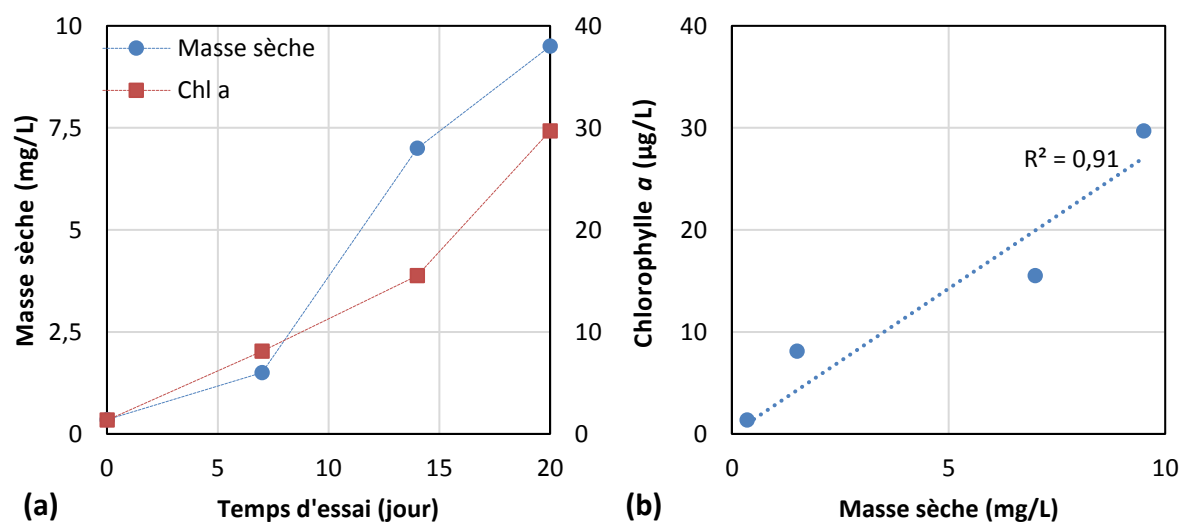 Masse sèche
Chl a
Masse sèche (mg/L)
10
7,5
5
2,5
0
40
30
20
10
0
0 5 10 15 20
(a) Temps d'essai (jour)
Chlorophylle a (µg/L)
40
30
20
10
0
R² = 0,91
0 5 10
(b) Masse sèche (mg/L)